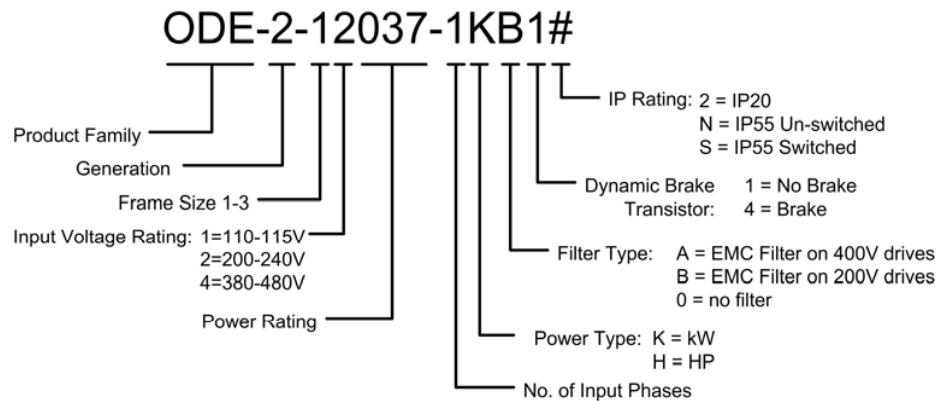 ODE-2-12037-1KB1#
IP Rating: 2 = IP20
N = IP55 Un-switched
S = IP55 Switched
Product Family
Generation
Dynamic Brake 1 = No Brake
Transistor: 4 = Brake
Frame Size 1-3
Input Voltage Rating: 1=110-115V
2=200-240V
4=380-480V
Filter Type: A = EMC Filter on 400V drives
B = EMC Filter on 200V drives
0 = no filter
Power Rating
Power Type: K = kW
H = HP
No. of Input Phases